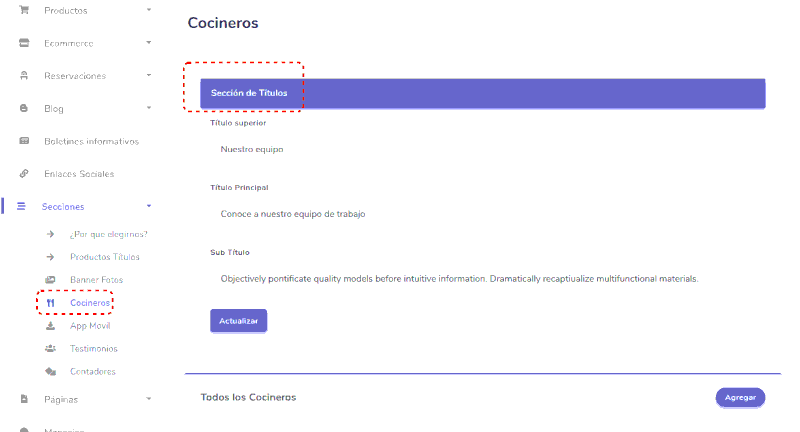 Productos
Ecommerce
Reservaciones
Blog
Boletines informativos
Enlaces Sociales
Secciones
¿Por que elegirnos?
Productos Títulos
Banner Fotos
Cocineros
App Movil
Testimonios
Contadores
Páginas
Cocineros
Sección de Títulos
Título superior
Nuestro equipo
Título Principal
Conoce a nuestro equipo de trabajo
Sub Título
Objectively pontificate quality models before intuitive information. Dramatically recaptiualize multifunctional materials.
Actualizar
Todos los Cocineros
Agregar